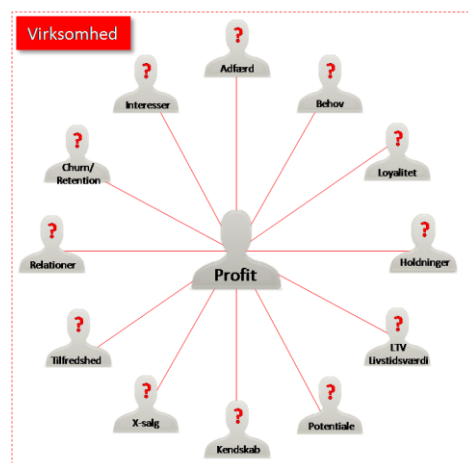 Virksomhed
?
Adfærd
?
Interesser
?
Behov
?
Churn/
Retention
?
Loyalitet
?
Relationer
Profit
?
Holdninger
?
Tilfredshed
?
LTV
Livstidsværdi
?
X-salg
?
Kendskab
?
Potentiale